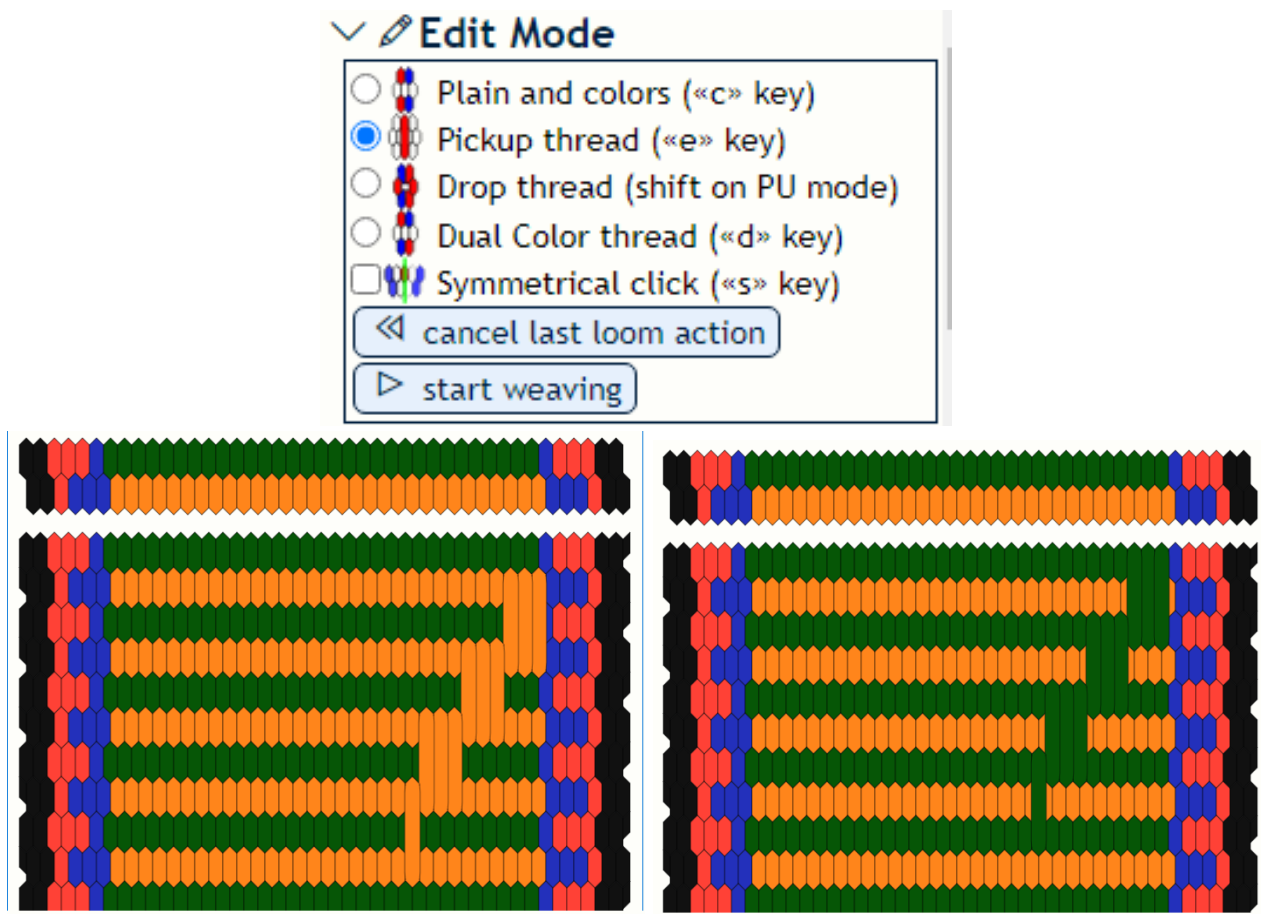 Edit Mode
Plain and colors («c» key)
Pickup thread («e» key)
Drop thread (shift on PU mode)
Dual Color thread («d» key)
Symmetrical click («s» key)
cancel last loom action
start weaving